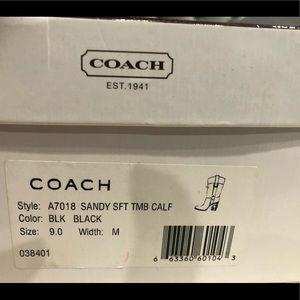 COACH
EST. 1941
COACH
Style: A7018 SANDY SFT TMB CALF
Color: BLK BLACK
Size: 9.0 Width: M
038401
6 63360 60104 3